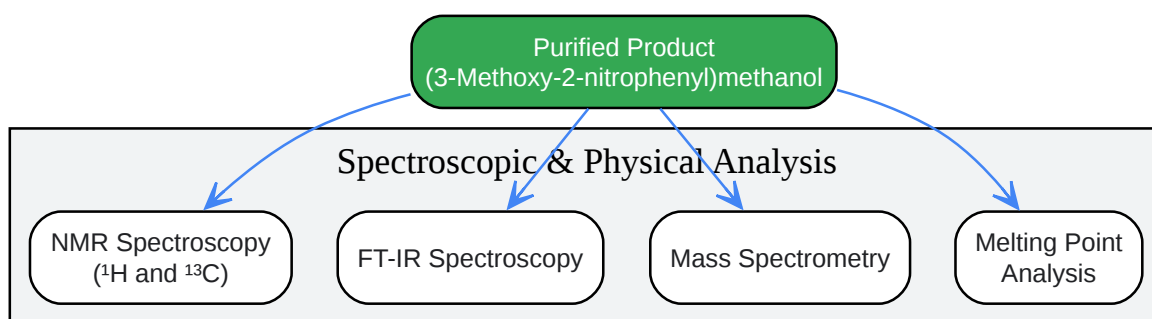 Purified Product
(3-Methoxy-2-nitrophenyl)methanol
Spectroscopic & Physical Analysis
NMR Spectroscopy
(¹H and ¹³C)
FT-IR Spectroscopy
Mass Spectrometry
Melting Point
Analysis